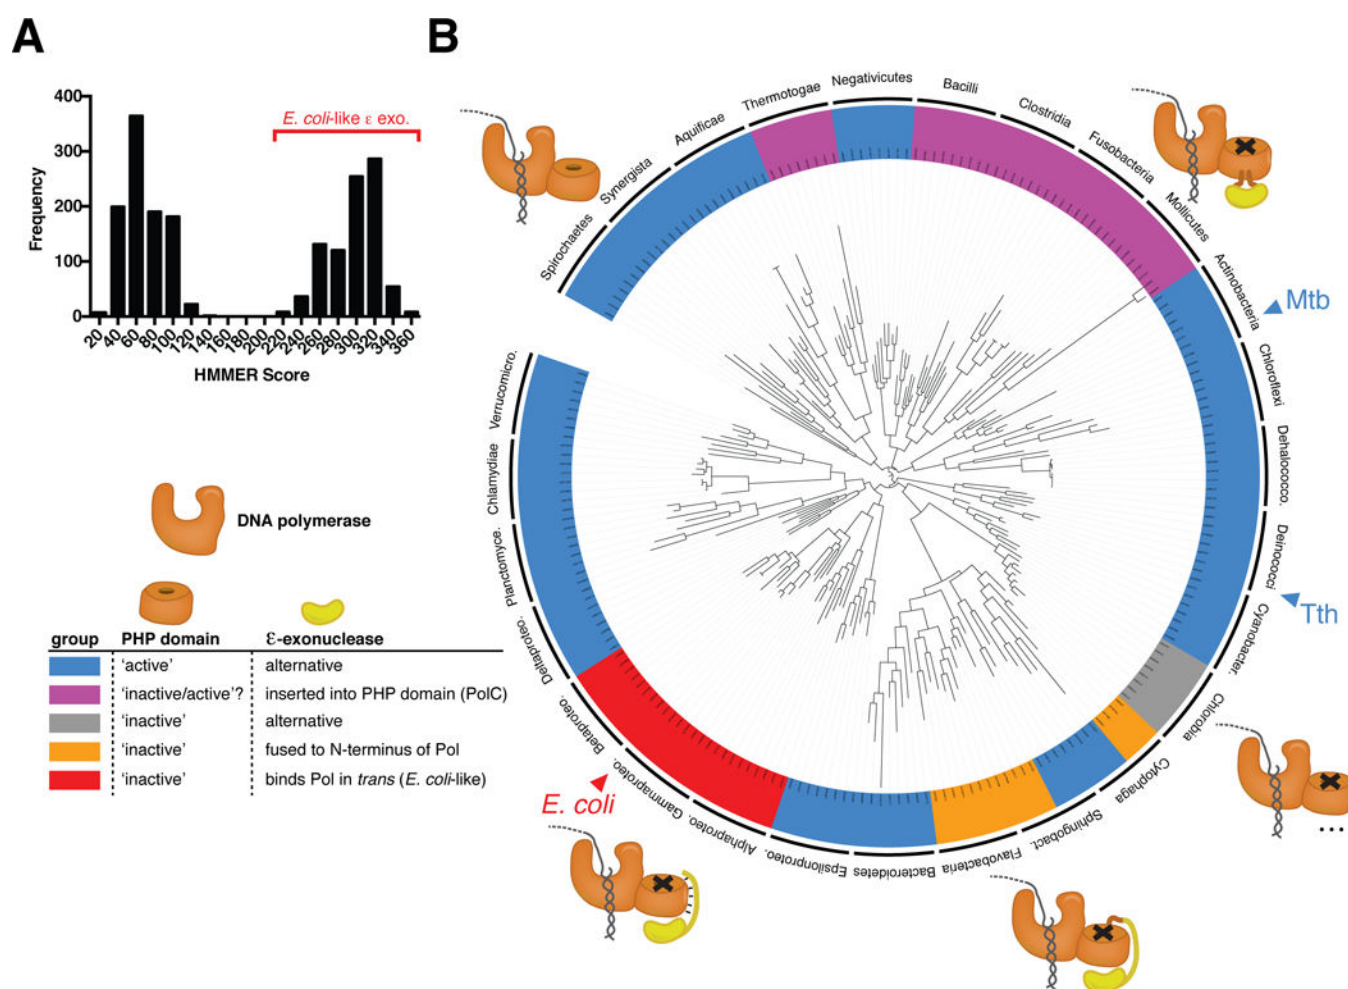 A
B
400
300
200
100
0
Frequency
E. coli-like ε exo.
20
40
60
80
100
120
140
160
180
200
220
240
260
280
300
320
340
360
HMMER Score
DNA polymerase
group PHP domain ε-exonuclease
'active' alternative
'inactive/active'? inserted into PHP domain (PolC)
'inactive' alternative
'inactive' fused to N-terminus of Pol
'inactive' binds Pol in trans (E. coli-like)
Spirochaetes
Synergista
Aquificae
Thermotogae
Negativicutes
Bacilli
Clostridia
Fusobacteria
Mollicutes
Actinobacteria
Mtb
Chloroflexi
Dehalococco.
Deinococci
Tth
Cyanobacter.
Chlorobia
Cytophaga
Sphingobact.
Flavobacteria
Bacteroidetes
Epsilonproteo.
Alphaproteo.
Gammaproteo.
E. coli
Betaproteo.
Deltaproteo.
Planctomyce.
Chlamydiae
Verrucomicro.
...